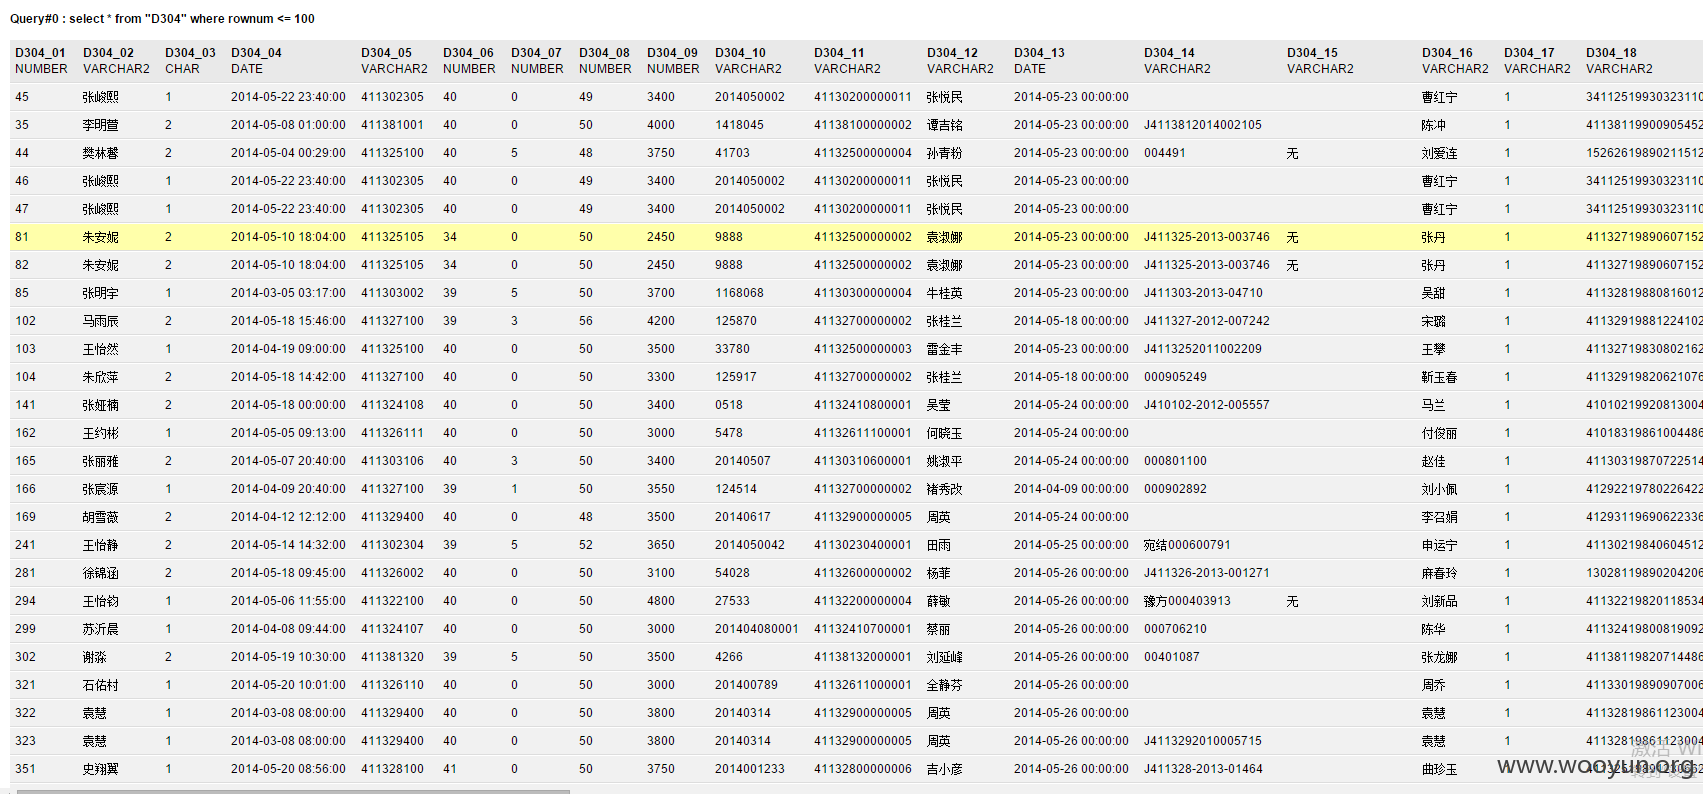 Query#0 : select * from "D304" where rownum <= 100
D304_01 D304_02 D304_03 D304_04 D304_05 D304_06 D304_07 D304_08 D304_09 D304_10 D304_11 D304_12 D304_13 D304_14 D304_15 D304_16 D304_17 D304_18
NUMBER VARCHAR2 CHAR DATE VARCHAR2 NUMBER NUMBER NUMBER NUMBER VARCHAR2 VARCHAR2 VARCHAR2 DATE VARCHAR2 VARCHAR2 VARCHAR2 VARCHAR2 VARCHAR2
45 张峻熙 1 2014-05-22 23:40:00 411302305 40 0 49 3400 2014050002 41130200000011 张悦民 2014-05-23 00:00:00 曹红宁 1 34112519930323110
35 李明萱 2 2014-05-08 01:00:00 411381001 40 0 50 4000 1418045 41138100000002 谭吉铭 2014-05-23 00:00:00 J4113812014002105 陈冲 1 41138119900905452
44 樊林馨 2 2014-05-04 00:29:00 411325100 40 5 48 3750 41703 41132500000004 孙青粉 2014-05-23 00:00:00 004491 无 刘爱连 1 15262619890211512
46 张峻熙 1 2014-05-22 23:40:00 411302305 40 0 49 3400 2014050002 41130200000011 张悦民 2014-05-23 00:00:00 曹红宁 1 34112519930323110
47 张峻熙 1 2014-05-22 23:40:00 411302305 40 0 49 3400 2014050002 41130200000011 张悦民 2014-05-23 00:00:00 曹红宁 1 34112519930323110
81 朱安妮 2 2014-05-10 18:04:00 411325105 34 0 50 2450 9888 41132500000002 袁淑娜 2014-05-23 00:00:00 J411325-2013-003746 无 张丹 1 41132719890607152
82 朱安妮 2 2014-05-10 18:04:00 411325105 34 0 50 2450 9888 41132500000002 袁淑娜 2014-05-23 00:00:00 J411325-2013-003746 无 张丹 1 41132719890607152
85 张明宇 1 2014-03-05 03:17:00 411303002 39 5 50 3700 1168068 41130300000004 牛桂英 2014-05-23 00:00:00 J411303-2013-04710 吴甜 1 41132819880816012
102 马雨辰 2 2014-05-18 15:46:00 411327100 39 3 56 4200 125870 41132700000002 张桂兰 2014-05-18 00:00:00 J411327-2012-007242 宋璐 1 41132919881224102
103 王怡然 1 2014-04-19 09:00:00 411325100 40 0 50 3500 33780 41132500000003 雷金丰 2014-05-23 00:00:00 J4113252011002209 王攀 1 41132719830802162
104 朱欣萍 2 2014-05-18 14:42:00 411327100 40 0 50 3300 125917 41132700000002 张桂兰 2014-05-18 00:00:00 000905249 靳玉春 1 41132919820621076
141 张娅楠 2 2014-05-18 00:00:00 411324108 40 0 50 3400 0518 41132410800001 吴莹 2014-05-24 00:00:00 J410102-2012-005557 马兰 1 41010219920813004
162 王约彬 1 2014-05-05 09:13:00 411326111 40 0 50 3000 5478 41132611100001 何晓玉 2014-05-24 00:00:00 付俊丽 1 41018319861004486
165 张丽雅 2 2014-05-07 20:40:00 411303106 40 3 50 3400 20140507 41130310600001 姚淑平 2014-05-24 00:00:00 000801100 赵佳 1 41130319870722514
166 张宸源 1 2014-04-09 20:40:00 411327100 39 1 50 3550 124514 41132700000002 褚秀改 2014-04-09 00:00:00 000902892 刘小佩 1 41292219780226422
169 胡雪薇 2 2014-04-12 12:12:00 411329400 40 0 48 3500 20140617 41132900000005 周英 2014-05-24 00:00:00 李召娟 1 41293119690622336
241 王怡静 2 2014-05-14 14:32:00 411302304 39 5 52 3650 2014050042 41130230400001 田雨 2014-05-25 00:00:00 宛结000600791 申运宁 1 41130219840604512
281 徐锦涵 2 2014-05-18 09:45:00 411326002 40 0 50 3100 54028 41132600000002 杨菲 2014-05-26 00:00:00 J411326-2013-001271 麻春玲 1 13028119890204206
294 王怡钧 1 2014-05-06 11:55:00 411322100 40 0 50 4800 27533 41132200000004 薛敏 2014-05-26 00:00:00 豫方000403913 无 刘新品 1 41132219820118534
299 苏沂晨 1 2014-04-08 09:44:00 411324107 40 0 50 3000 201404080001 41132410700001 蔡丽 2014-05-26 00:00:00 000706210 陈华 1 41132419800819092
302 谢淼 2 2014-05-19 10:30:00 411381320 39 5 50 3500 4266 41138132000001 刘延峰 2014-05-26 00:00:00 00401087 张龙娜 1 41138119820714486
321 石佑村 1 2014-05-20 10:01:00 411326110 40 0 50 3000 201400789 41132611000001 全静芬 2014-05-26 00:00:00 周乔 1 41133019890907006
322 袁慧 1 2014-03-08 08:00:00 411329400 40 0 50 3800 20140314 41132900000005 周英 2014-05-26 00:00:00 袁慧 1 41132819861123004
323 袁慧 1 2014-03-08 08:00:00 411329400 40 0 50 3800 20140314 41132900000005 周英 2014-05-26 00:00:00 J4113292010005715 袁慧 1 41132819861123004
351 史翔翼 1 2014-05-20 08:56:00 411328100 41 0 50 3750 2014001233 41132800000006 吉小彦 2014-05-26 00:00:00 J411328-2013-01464 曲珍玉
激活 Wi
www.wooyun.org